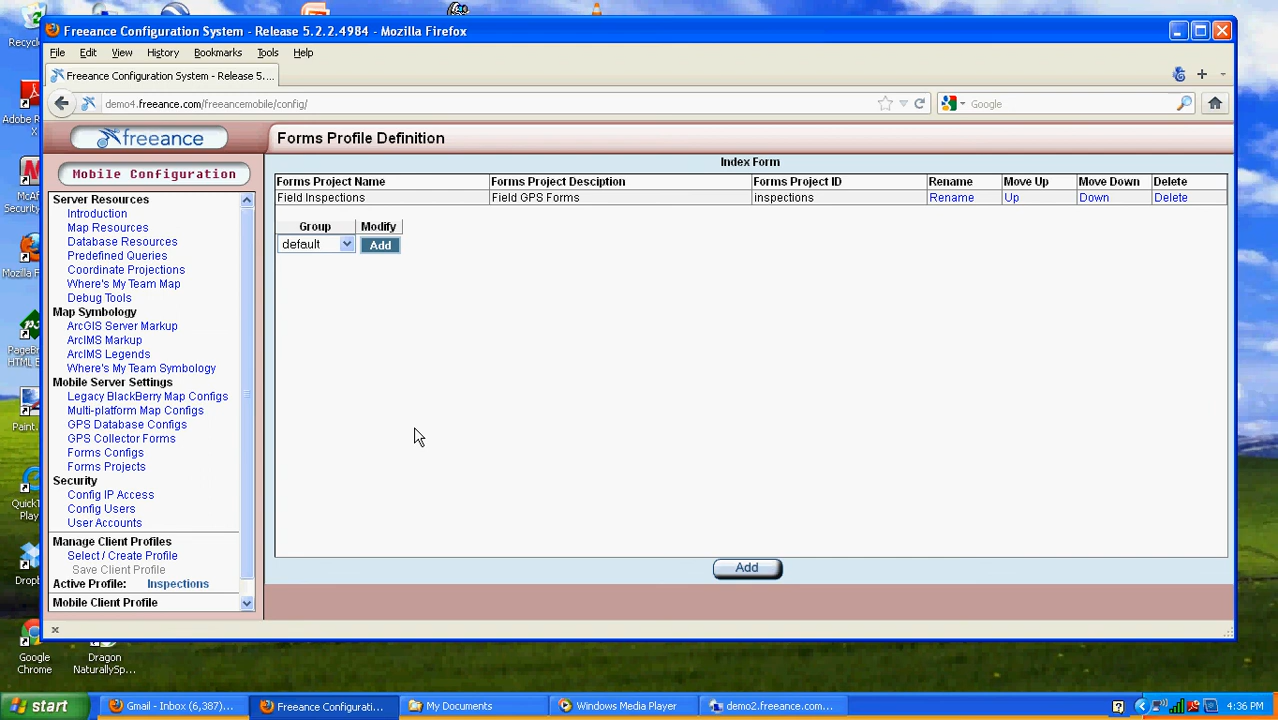 Freeance Configuration System - Release 5.2.2.4984 - Mozilla Firefox
File Edit View History Bookmarks Tools Help
Freeance Configuration System - Release 5....
demo4.freeance.com/freeancemobile/config/
Google
freeance
Forms Profile Definition
Mobile Configuration
Index Form
Forms Project Name Forms Project Desciption Forms Project ID Rename Move Up Move Down Delete
Field Inspections Field GPS Forms inspections Rename Up Down Delete
Group Modify
default Add
Server Resources
Introduction
Map Resources
Database Resources
Predefined Queries
Coordinate Projections
Where's My Team Map
Debug Tools
Map Symbology
ArcGIS Server Markup
ArcIMS Markup
ArcIMS Legends
Where's My Team Symbology
Mobile Server Settings
Legacy BlackBerry Map Configs
Multi-platform Map Configs
GPS Database Configs
GPS Collector Forms
Forms Configs
Forms Projects
Security
Config IP Access
Config Users
User Accounts
Manage Client Profiles
Select / Create Profile
Save Client Profile
Active Profile: Inspections
Mobile Client Profile
Add
x
Google
Chrome
Dragon
NaturallySp...
start
Gmail - Inbox (6,387)...
Freeance Configurati...
My Documents
Windows Media Player
demo2.freeance.com...
4:36 PM